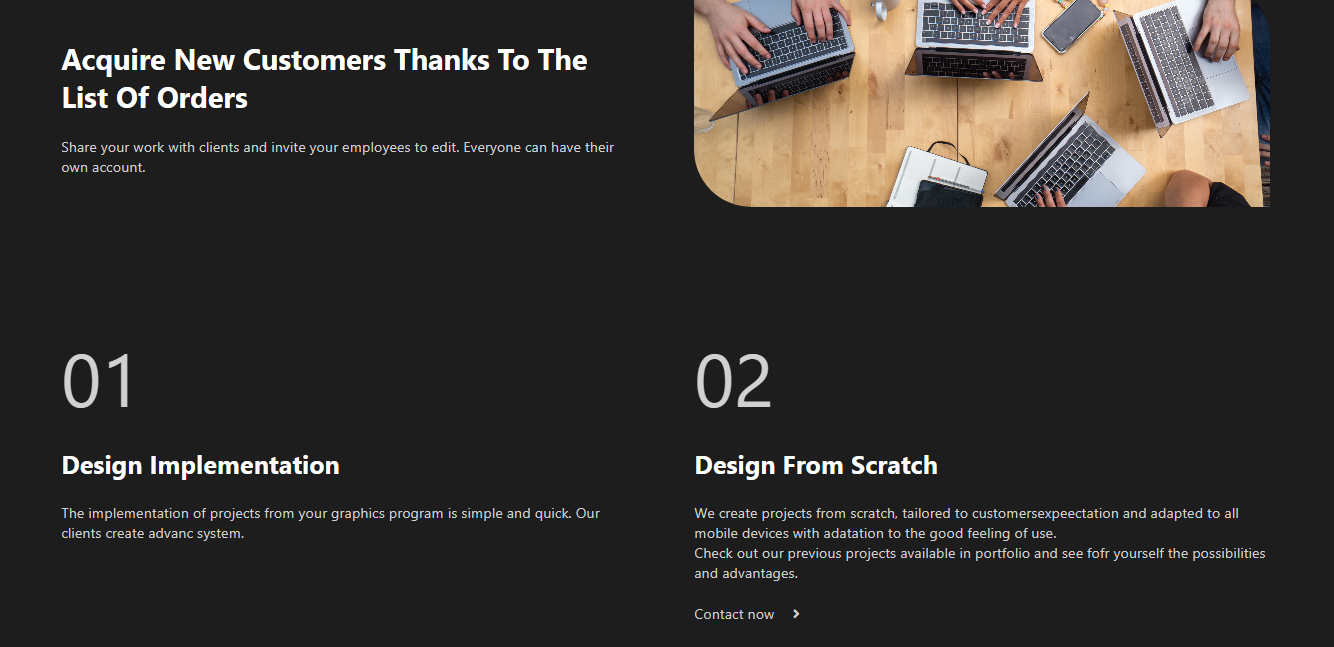 Acquire New Customers Thanks To The
List Of Orders
Share your work with clients and invite your employees to edit. Everyone can have their
own account.
01
Design Implementation
The implementation of projects from your graphics program is simple and quick. Our
clients create advanc system.
02
Design From Scratch
We create projects from scratch, tailored to customersexpeectation and adapted to all
mobile devices with adatation to the good feeling of use.
Check out our previous projects available in portfolio and see fofr yourself the possibilities
and advantages.
Contact now